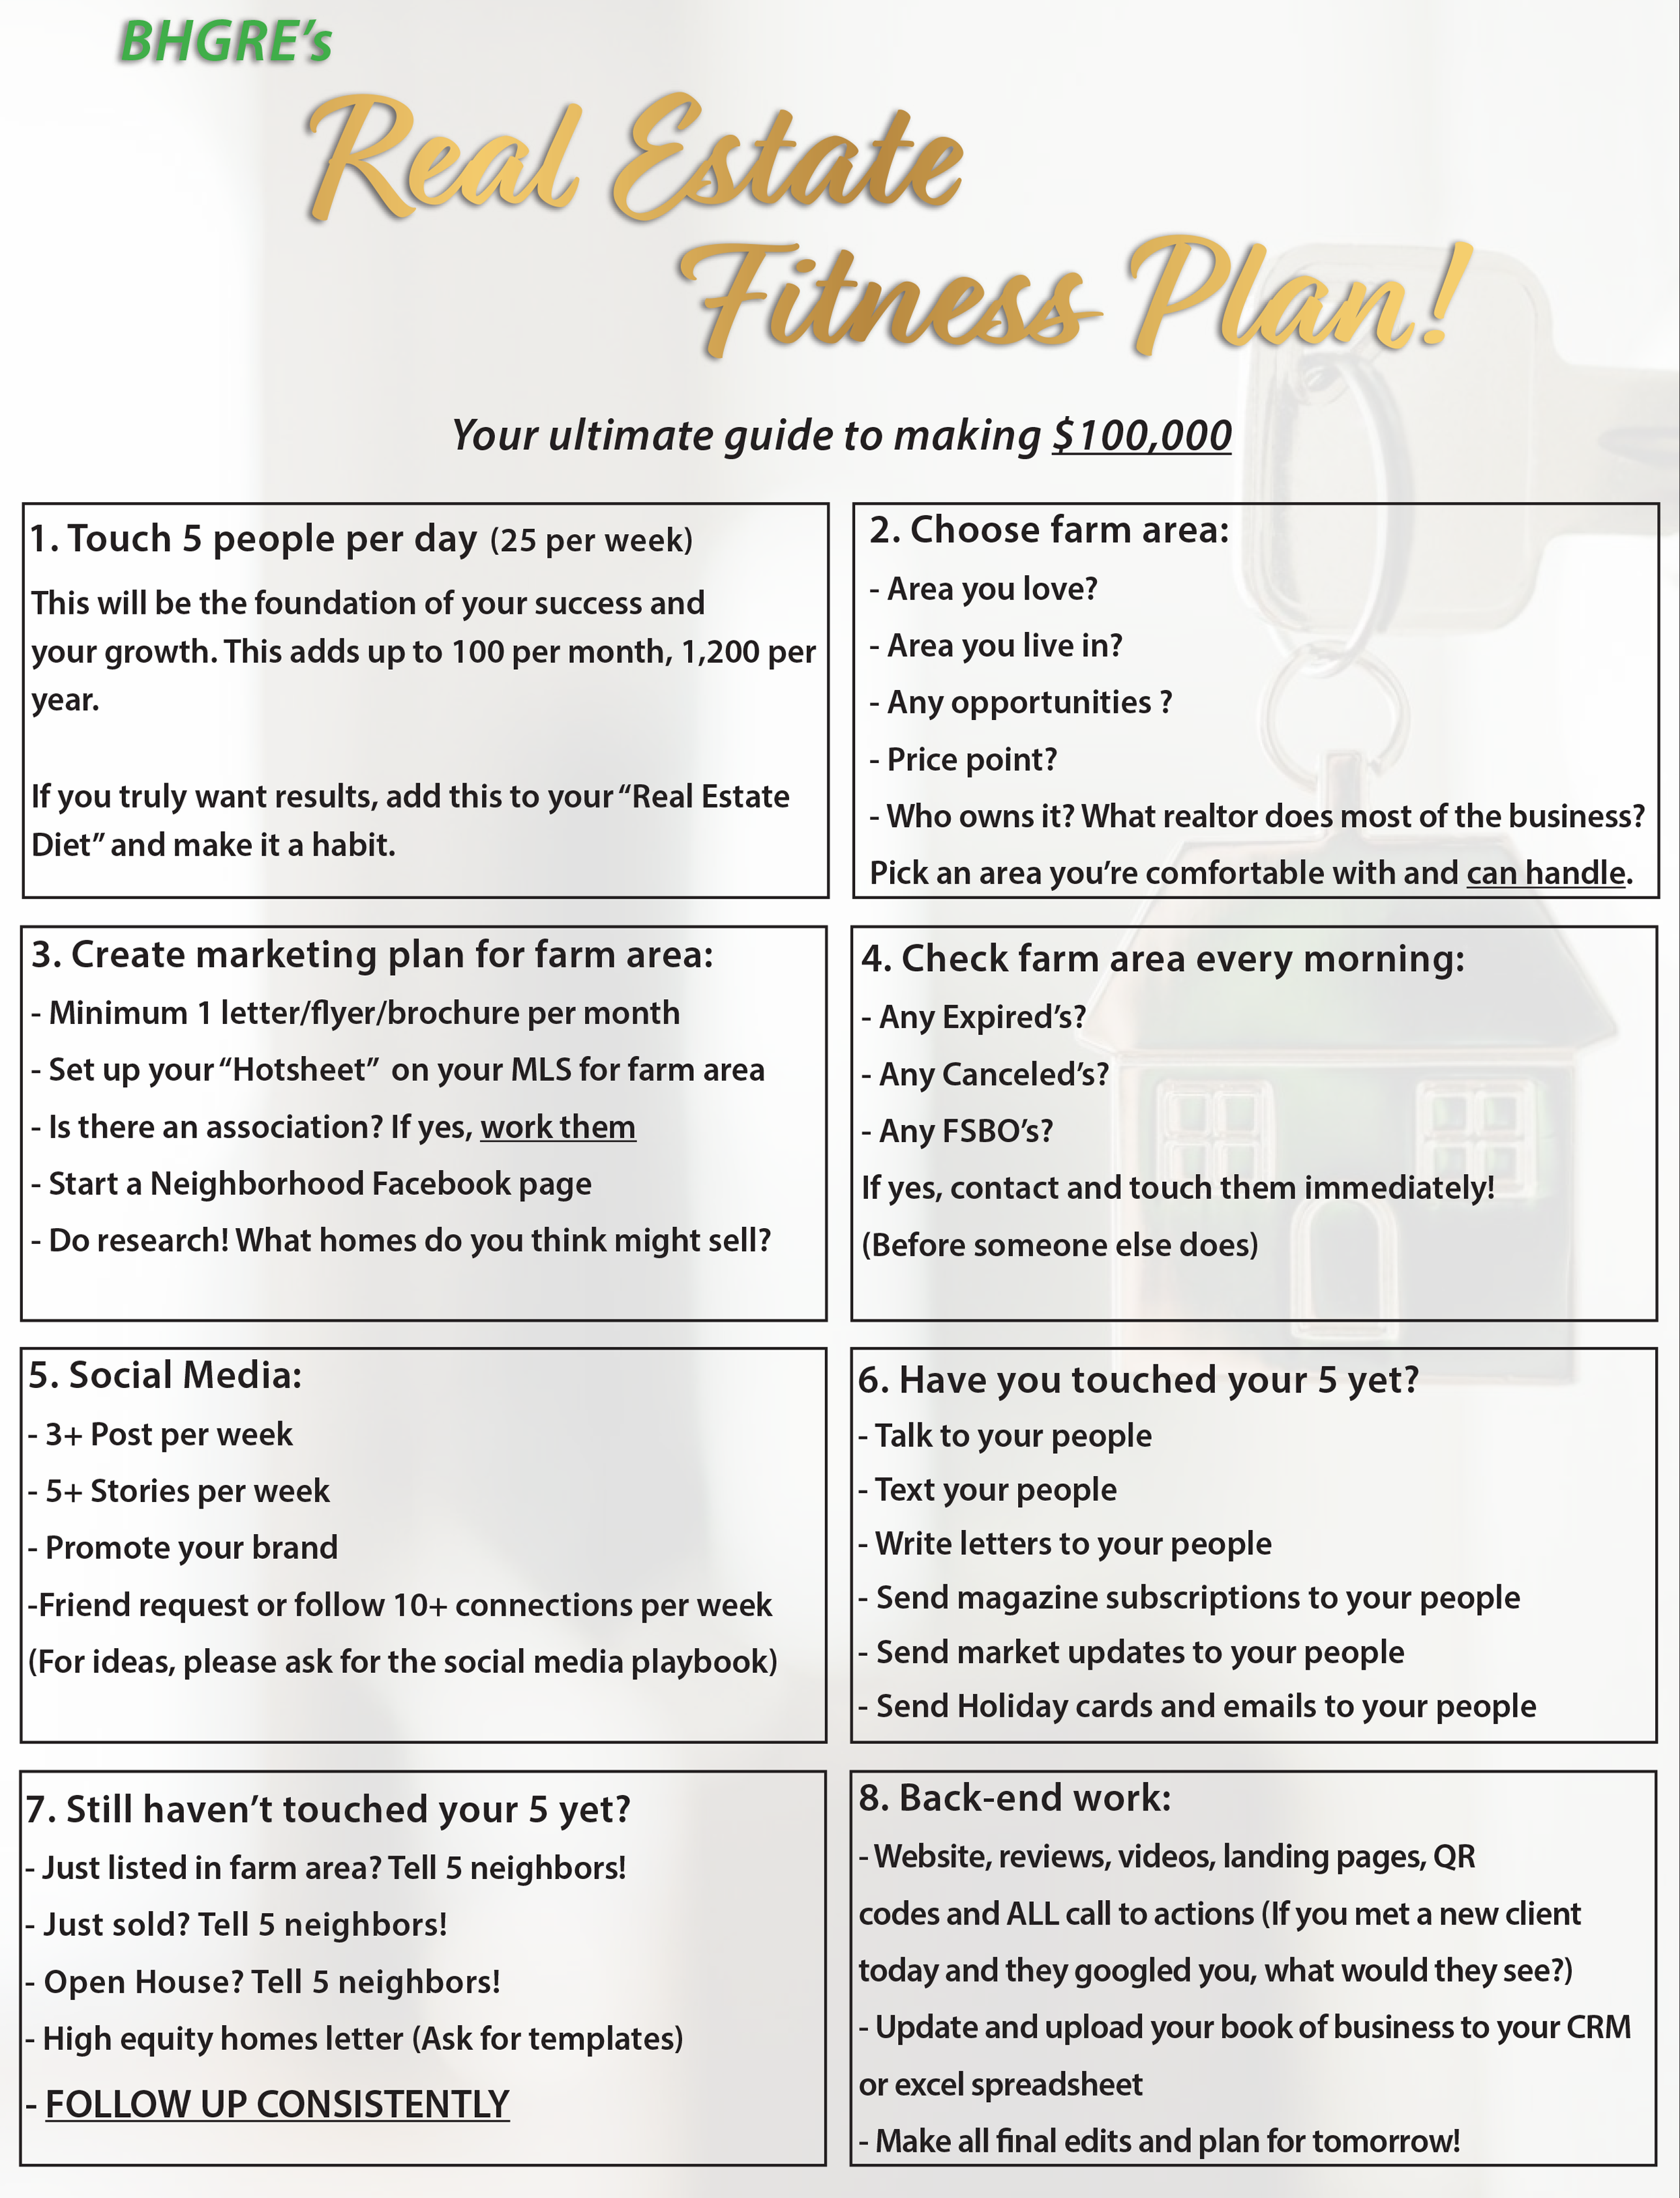 BHGRE's
Real Estate
Fitness Plan!
Your ultimate guide to making $100,000
1. Touch 5 people per day (25 per week)
This will be the foundation of your success and
your growth. This adds up to 100 per month, 1,200 per
year.
If you truly want results, add this to your “Real Estate
Diet” and make it a habit.
2. Choose farm area:
- Area you love?
- Area you live in?
- Any opportunities ?
- Price point?
- Who owns it? What realtor does most of the business?
Pick an area you’re comfortable with and can handle.
3. Create marketing plan for farm area:
- Minimum 1 letter/flyer/brochure per month
- Set up your “Hotsheet” on your MLS for farm area
- Is there an association? If yes, work them
- Start a Neighborhood Facebook page
- Do research! What homes do you think might sell?
4. Check farm area every morning:
- Any Expired’s?
- Any Canceled’s?
- Any FSBO’s?
If yes, contact and touch them immediately!
(Before someone else does)
5. Social Media:
- 3+ Post per week
- 5+ Stories per week
- Promote your brand
-Friend request or follow 10+ connections per week
(For ideas, please ask for the social media playbook)
6. Have you touched your 5 yet?
- Talk to your people
- Text your people
- Write letters to your people
- Send magazine subscriptions to your people
- Send market updates to your people
- Send Holiday cards and emails to your people
7. Still haven’t touched your 5 yet?
- Just listed in farm area? Tell 5 neighbors!
- Just sold? Tell 5 neighbors!
- Open House? Tell 5 neighbors!
- High equity homes letter (Ask for templates)
- FOLLOW UP CONSISTENTLY
8. Back-end work:
- Website, reviews, videos, landing pages, QR
codes and ALL call to actions (If you met a new client
today and they googled you, what would they see?)
- Update and upload your book of business to your CRM
or excel spreadsheet
- Make all final edits and plan for tomorrow!